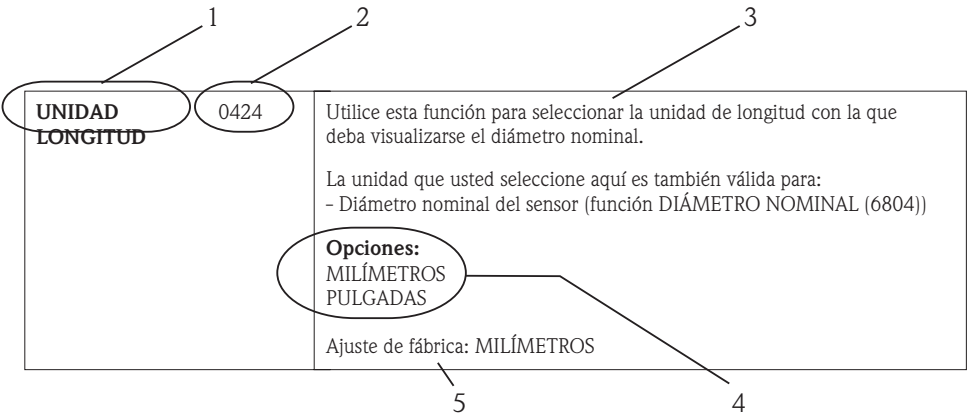 1
2
3
UNIDAD
LONGITUD
0424
Utilice esta función para seleccionar la unidad de longitud con la que
deba visualizarse el diámetro nominal.
La unidad que usted seleccione aquí es también válida para:
– Diámetro nominal del sensor (función DIÁMETRO NOMINAL (6804))
Opciones:
MILÍMETROS
PULGADAS
Ajuste de fábrica: MILÍMETROS
5
4